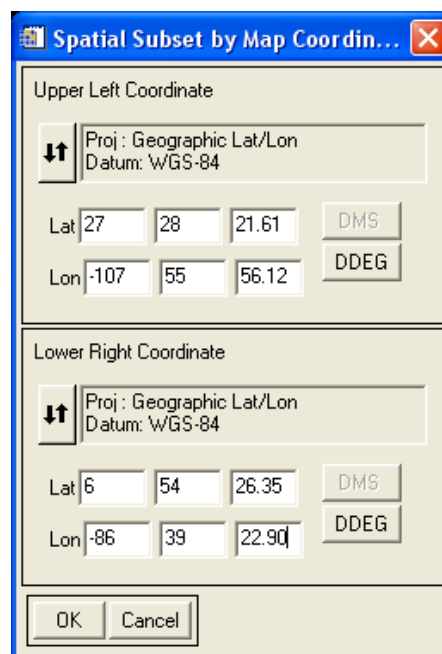 Spatial Subset by Map Coordin...
Upper Left Coordinate
Proj : Geographic Lat/Lon
Datum: WGS-84
Lat 27 28 21.61 DMS
Lon -107 55 56.12 DDEG
Lower Right Coordinate
Proj : Geographic Lat/Lon
Datum: WGS-84
Lat 6 54 26.35 DMS
Lon -86 39 22.90 DDEG
OK Cancel